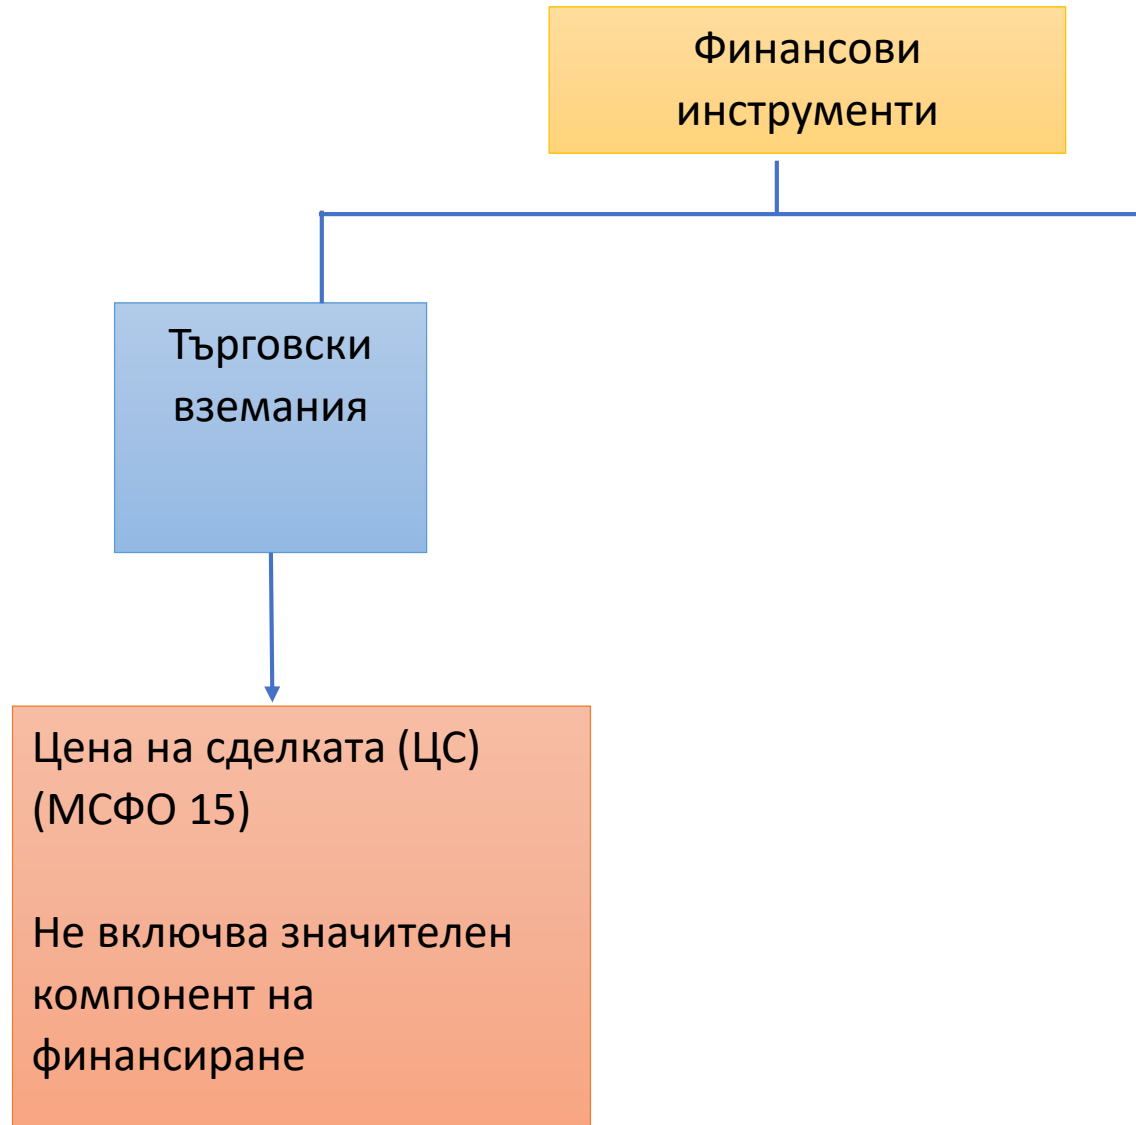 Финансови
инструменти
Търговски
вземания
Цена на сделката (ЦС)
(МСФО 15)
Не включва значителен
компонент на
финансиране